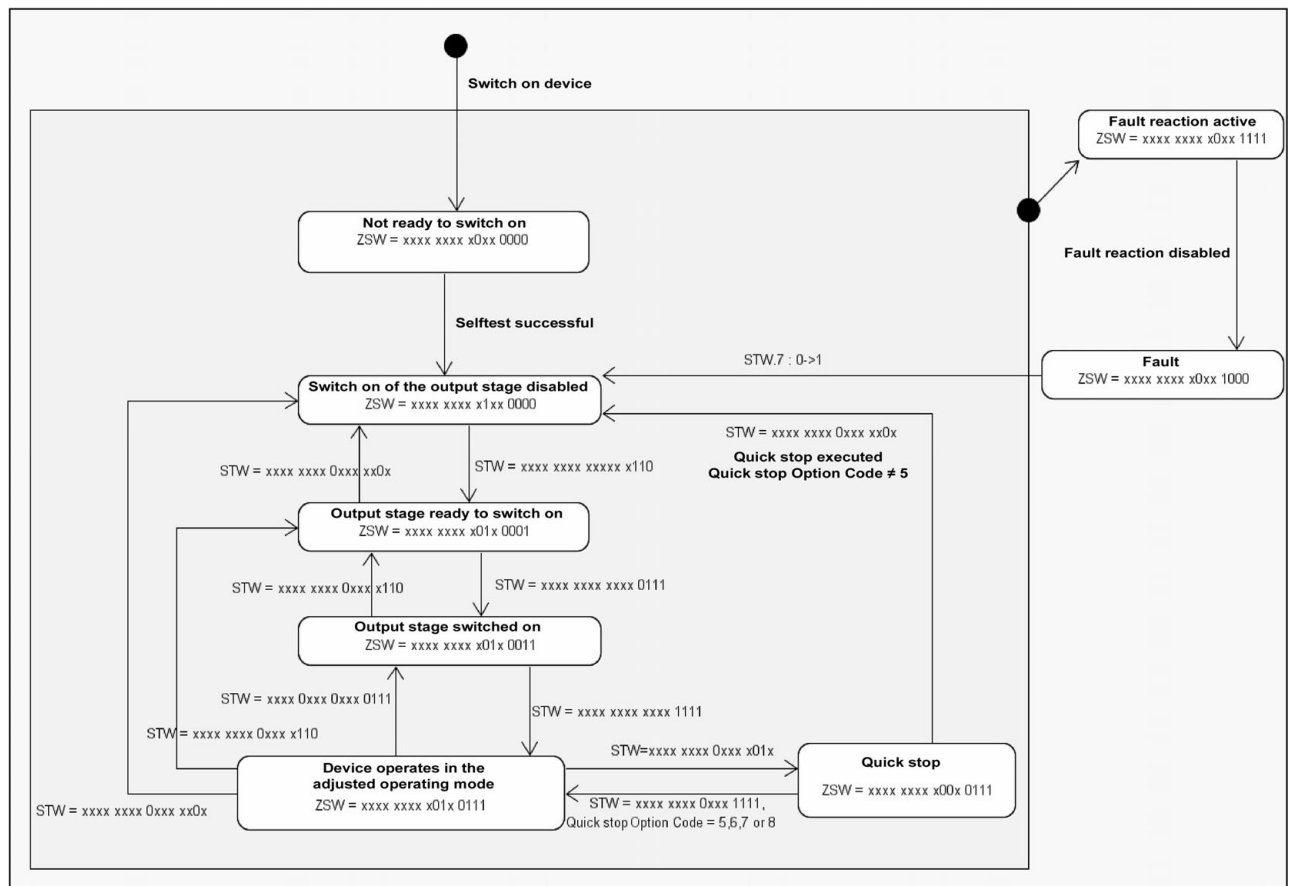 Switch on device
Fault reaction active
ZSW = xxxx xxxx x0xx 1111
Not ready to switch on
ZSW = xxxx xxxx x0xx 0000
Fault reaction disabled
Selftest successful
STW.7 : 0->1
Fault
ZSW = xxxx xxxx x0xx 1000
Switch on of the output stage disabled
ZSW = xxxx xxxx x1xx 0000
STW = xxxx xxxx 0xxx xx0x
Quick stop executed
Quick stop Option Code ≠ 5
STW = xxxx xxxx 0xxx xx0x
STW = xxxx xxxx xxxxx x110
Output stage ready to switch on
ZSW = xxxx xxxx x01x 0001
STW = xxxx xxxx 0xxx x110
STW = xxxx xxxx xxxx 0111
Output stage switched on
ZSW = xxxx xxxx x01x 0011
STW = xxxx 0xxx 0xxx 0111
STW = xxxx xxxx xxxx 1111
STW = xxxx xxxx 0xxx x110
STW=xxxx xxxx 0xxx x01x
Device operates in the
adjusted operating mode
ZSW = xxxx xxxx x01x 0111
Quick stop
ZSW = xxxx xxxx x00x 0111
STW = xxxx xxxx 0xxx xx0x
STW = xxxx xxxx 0xxx 1111,
Quick stop Option Code = 5,6,7 or 8